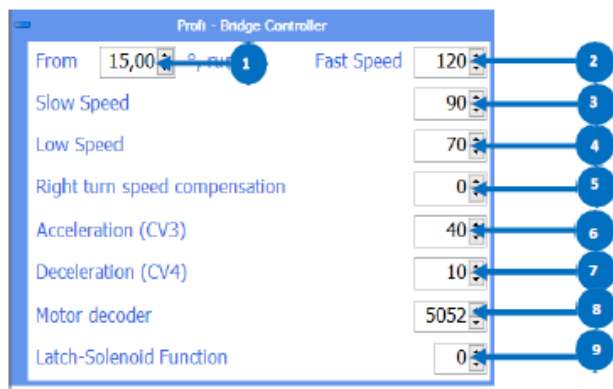 Profi - Bridge Controller
From 15,00 1 °, Fast Speed 120 2
Slow Speed 90 3
Low Speed 70 4
Right turn speed compensation 0 5
Acceleration (CV3) 40 6
Deceleration (CV4) 10 7
Motor decoder 5052 8
Latch-Solenoid Function 0 9